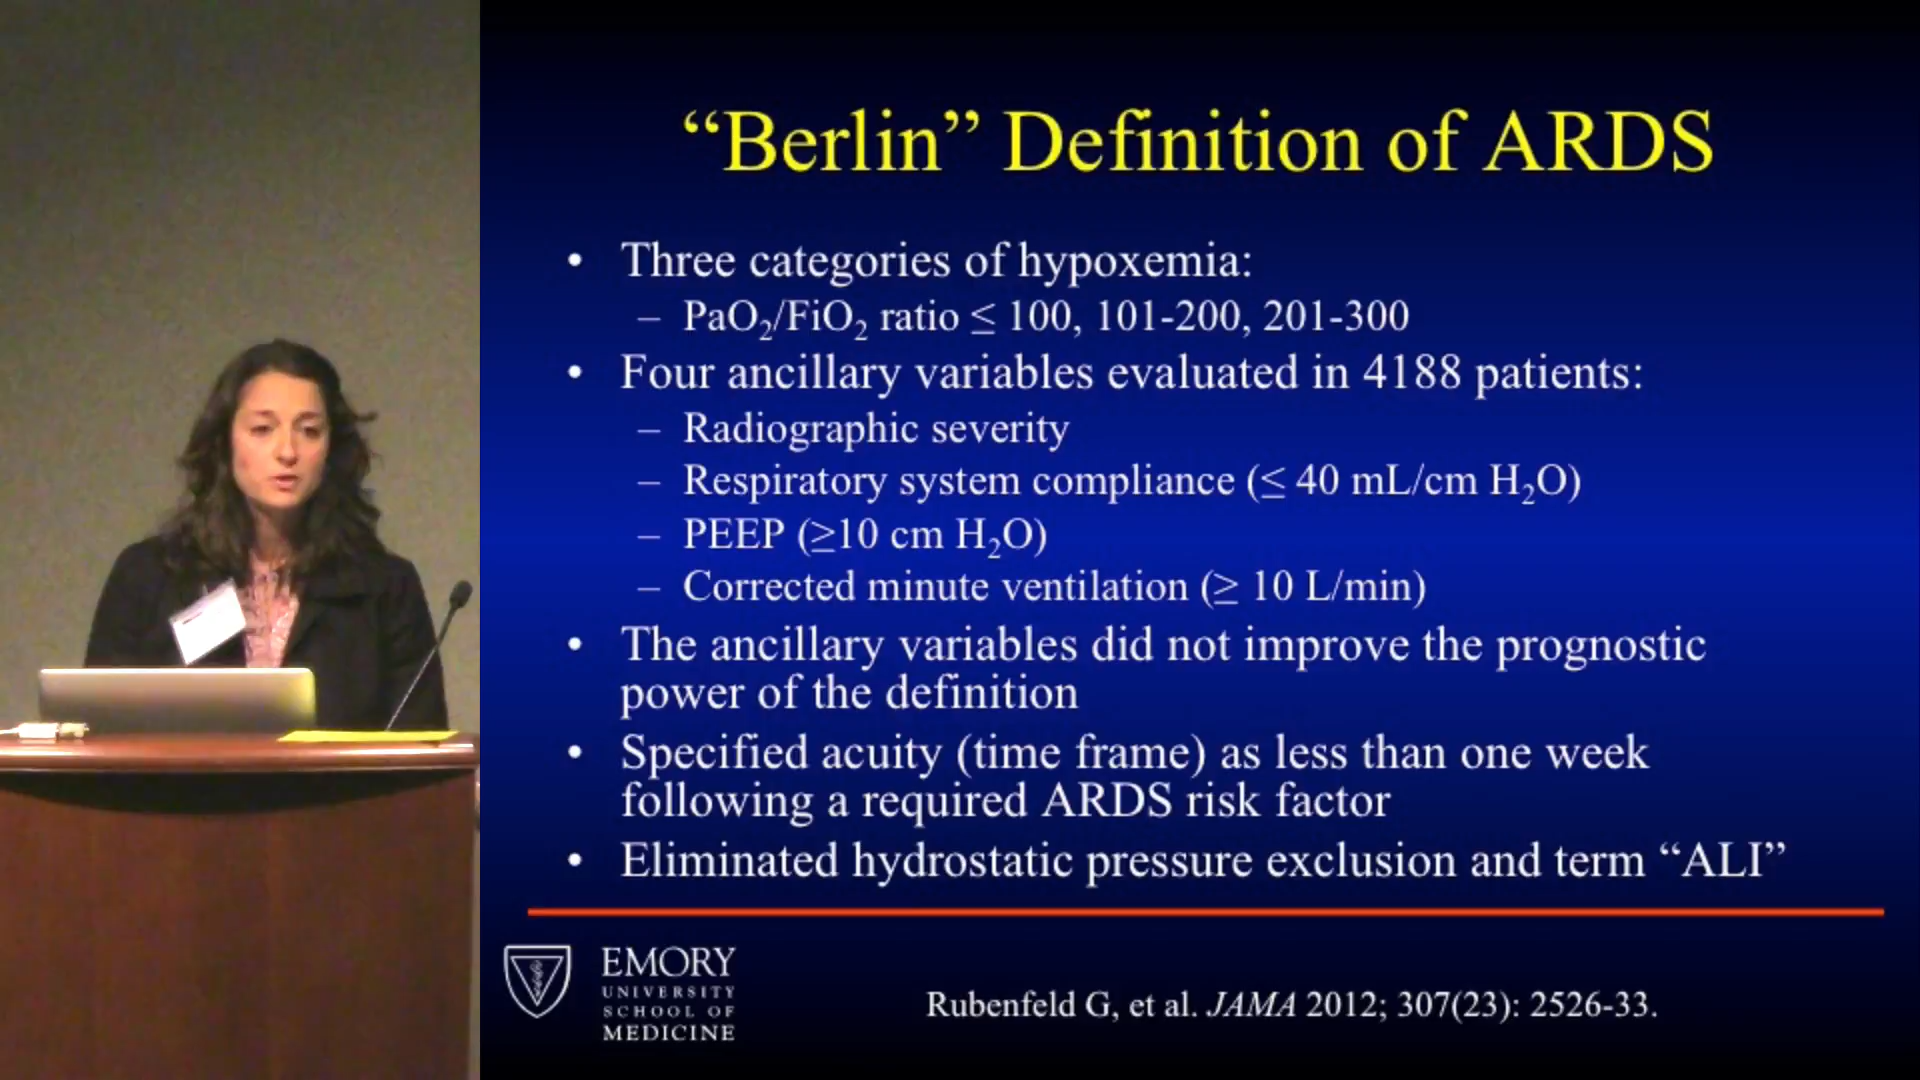 “Berlin” Definition of ARDS
• Three categories of hypoxemia:
– PaO₂/FiO₂ ratio ≤ 100, 101-200, 201-300
• Four ancillary variables evaluated in 4188 patients:
– Radiographic severity
– Respiratory system compliance (≤ 40 mL/cm H₂O)
– PEEP (≥10 cm H₂O)
– Corrected minute ventilation (≥ 10 L/min)
• The ancillary variables did not improve the prognostic
power of the definition
• Specified acuity (time frame) as less than one week
following a required ARDS risk factor
• Eliminated hydrostatic pressure exclusion and term “ALI”
EMORY
UNIVERSITY
SCHOOL OF
MEDICINE
Rubenfeld G, et al. JAMA 2012; 307(23): 2526-33.